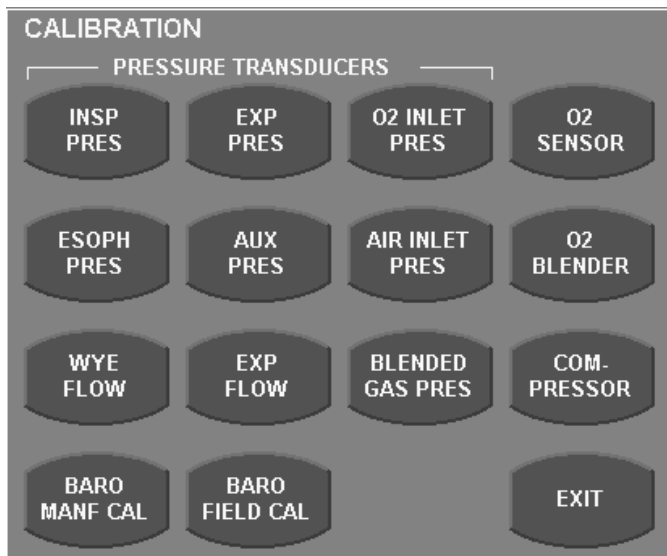 CALIBRATION
PRESSURE TRANSDUCERS
INSP
PRES
EXP
PRES
O2 INLET
PRES
O2
SENSOR
ESOPH
PRES
AUX
PRES
AIR INLET
PRES
O2
BLENDER
WYE
FLOW
EXP
FLOW
BLENDED
GAS PRES
COM-
PRESSOR
BARO
MANF CAL
BARO
FIELD CAL
EXIT